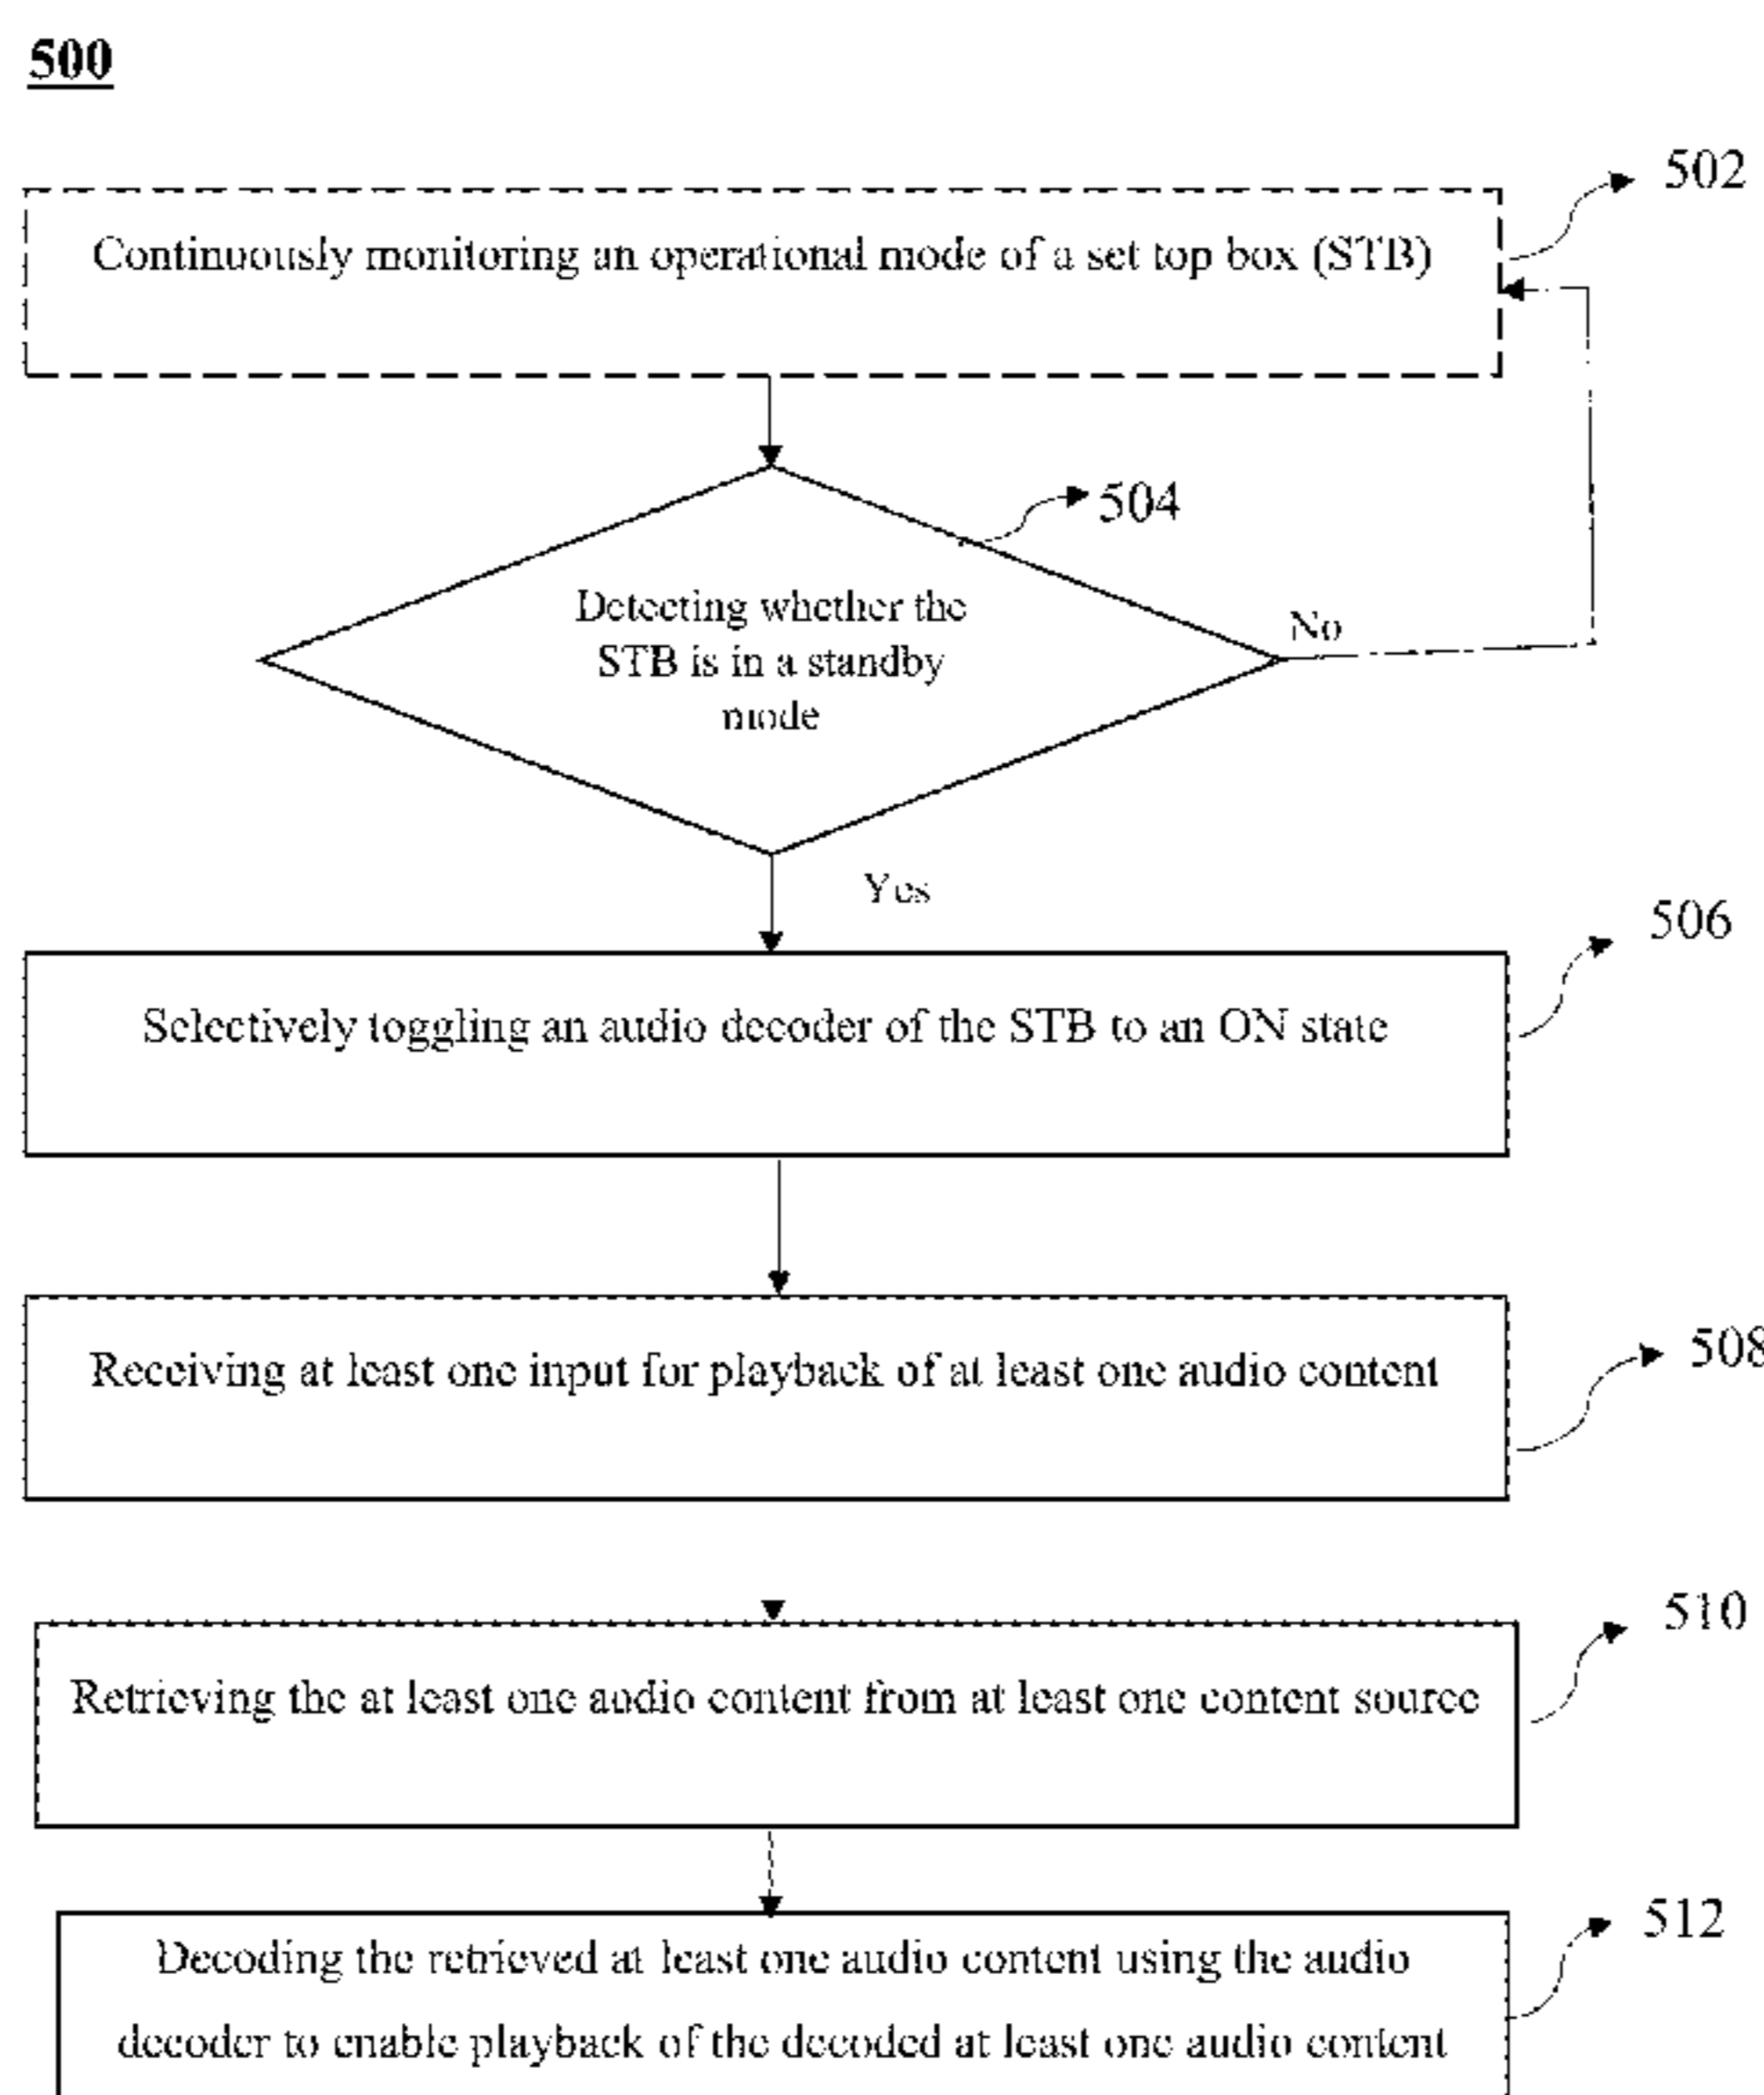 500
502
Continuously monitoring an operational mode of a set top box (STB)
504
Detecting whether the
STB is in a standby
mode
No
Yes
506
Selectively toggling an audio decoder of the STB to an ON state
508
Receiving at least one input for playback of at least one audio content
510
Retrieving the at least one audio content from at least one content source
512
Decoding the retrieved at least one audio content using the audio
decoder to enable playback of the decoded at least one audio content